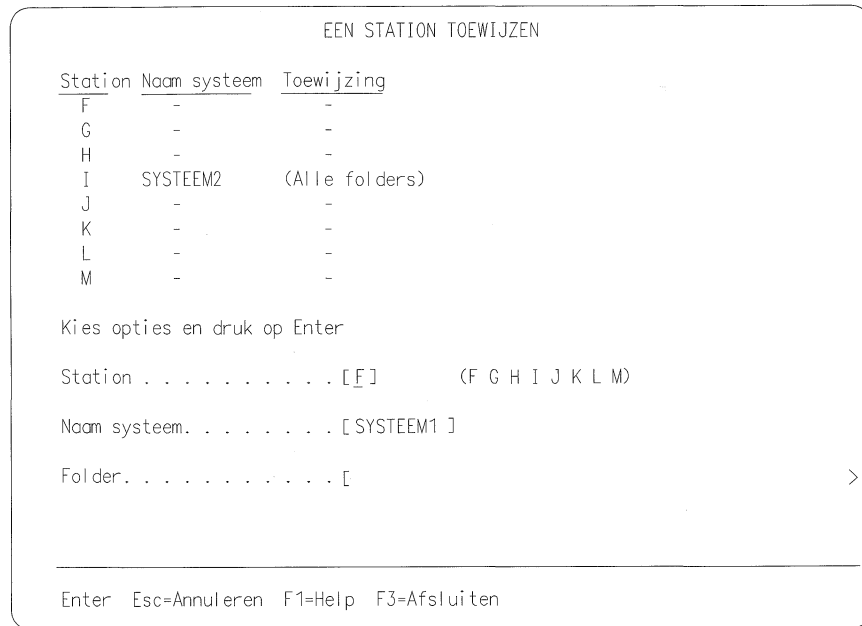 EEN STATION TOEWIJZEN
Station Naam systeem Toewijzing
F - -
G - -
H - -
I SYSTEEM2 (Alle folders)
J - -
K - -
L - -
M - -
Kies opties en druk op Enter
Station . . . . . . . . . . [F] (F G H I J K L M)
Naam systeem. . . . . . . . [SYSTEEM1 ]
Folder. . . . . . . . . . . [ >
Enter Esc=Annuleren F1=Help F3=Afsluiten